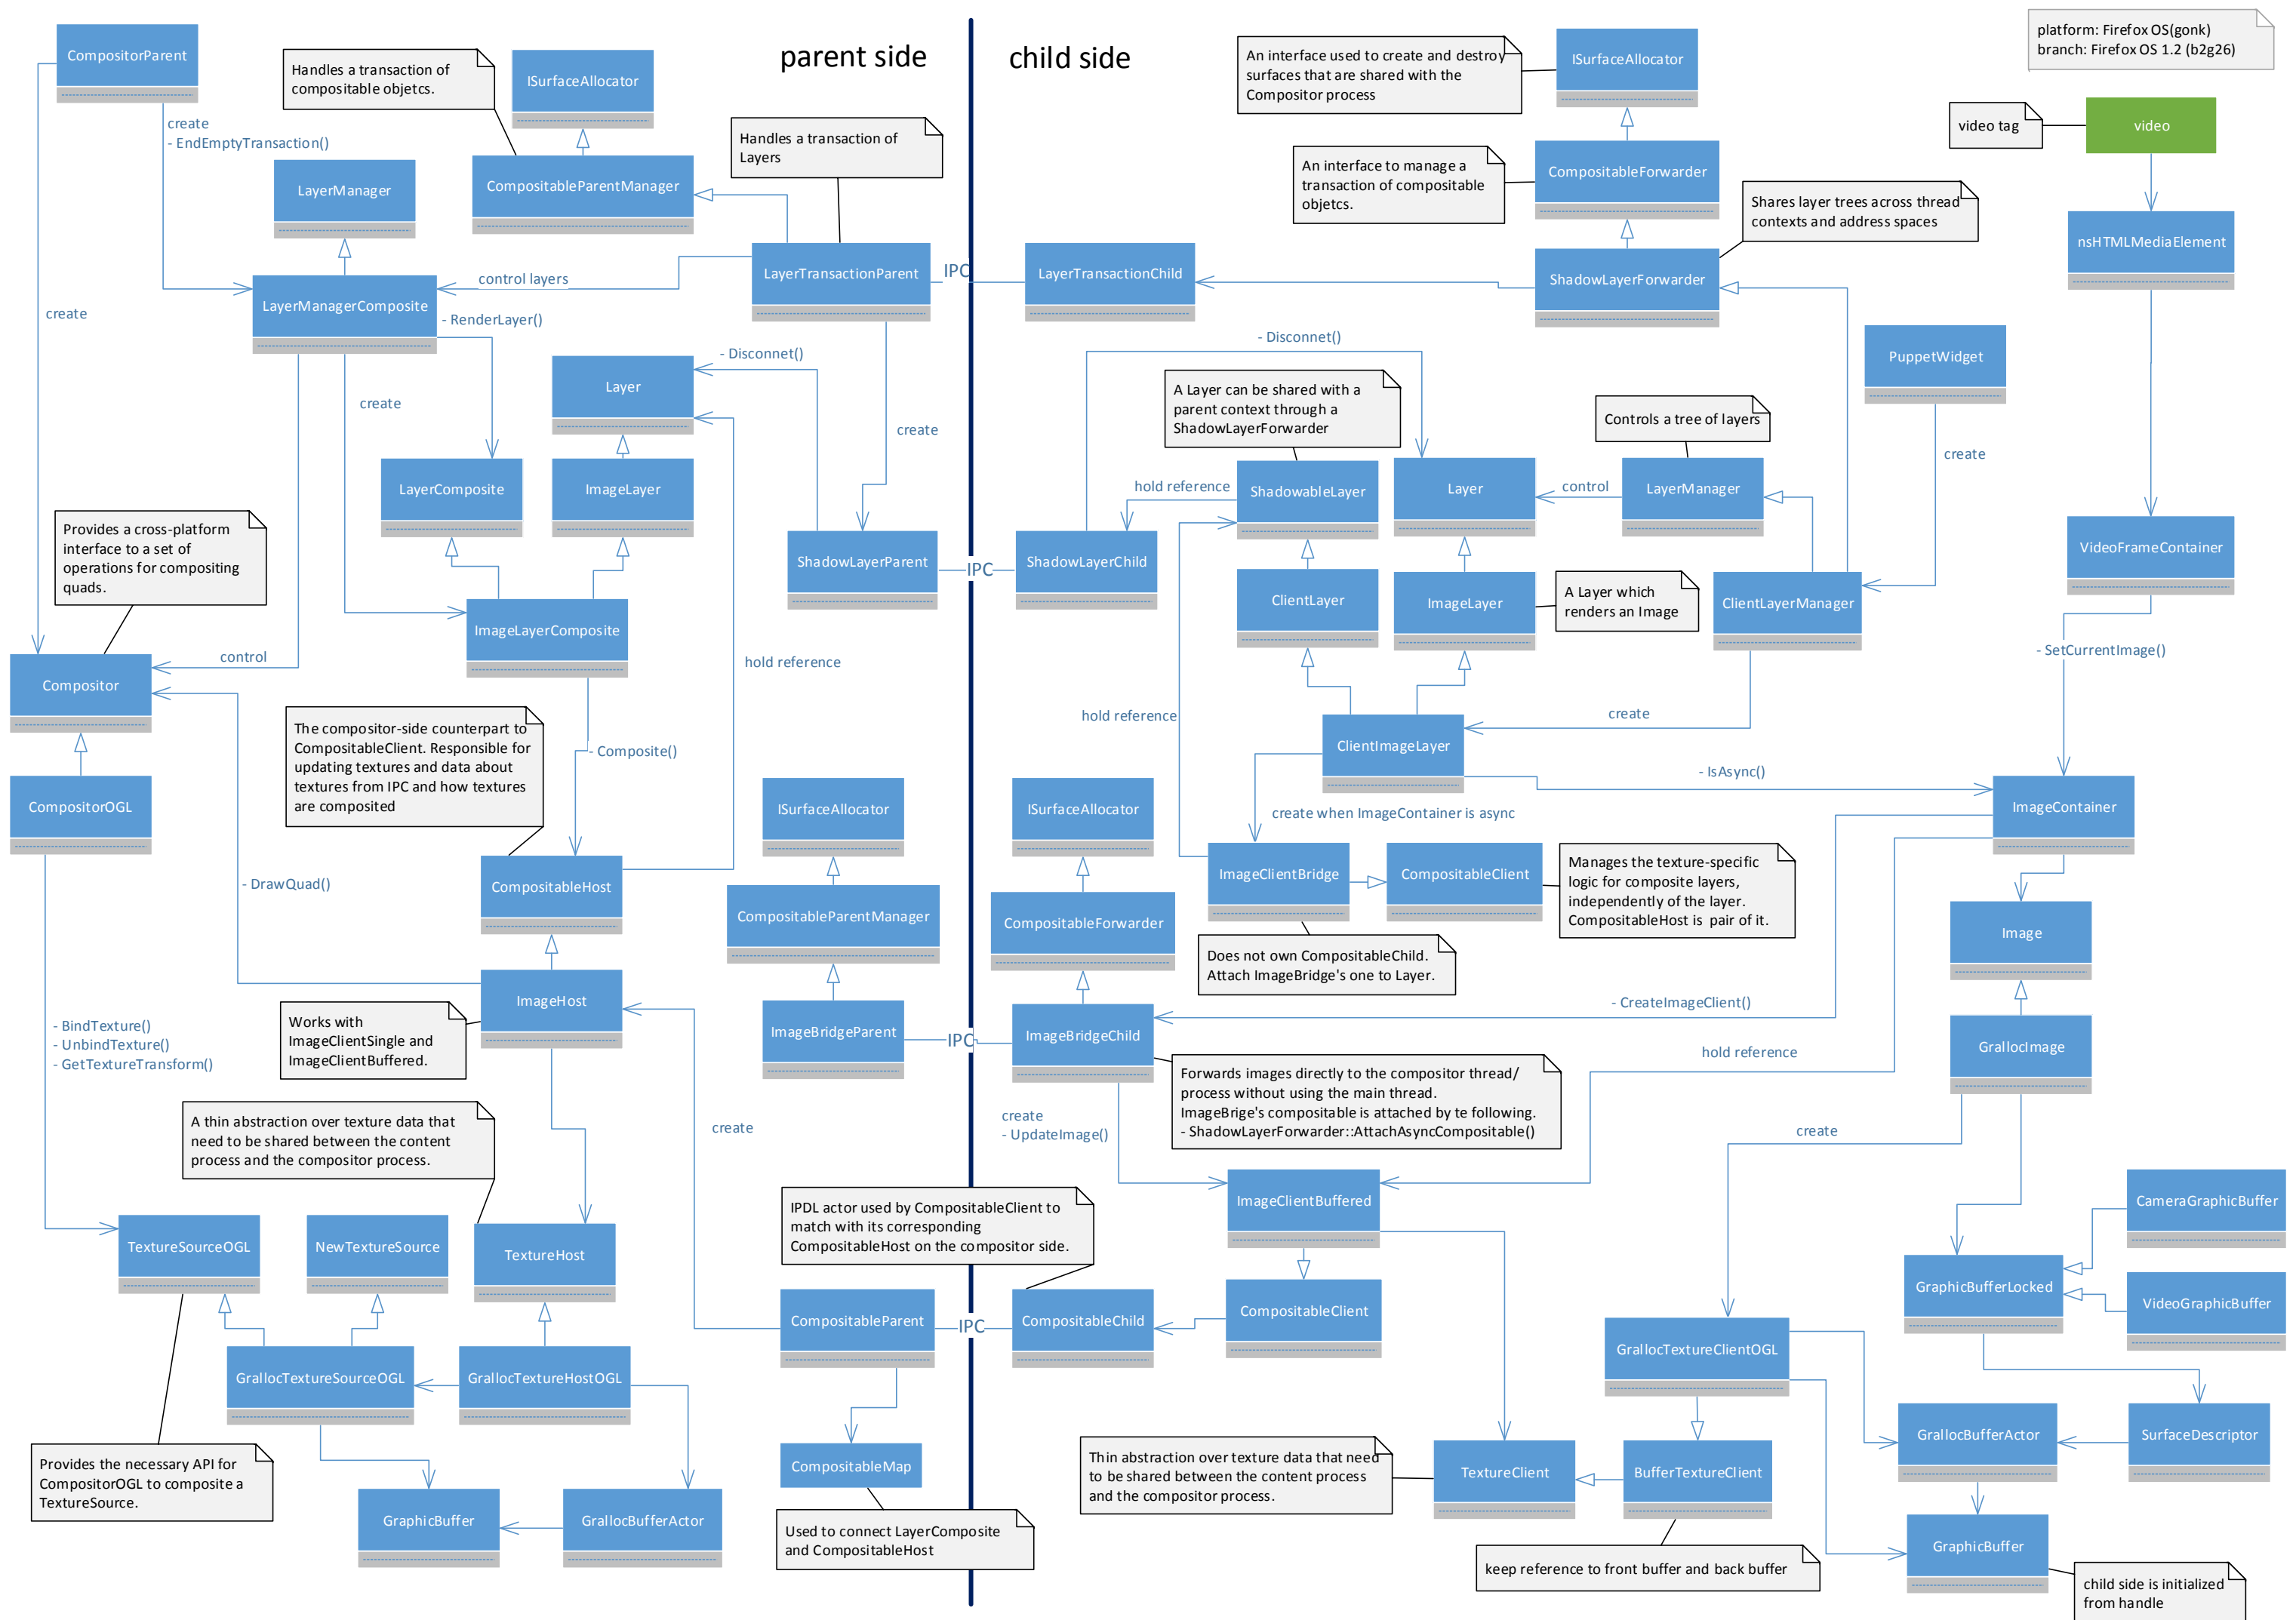 parent side
child side
platform: Firefox OS(gonk)
branch: Firefox OS 1.2 (b2g26)
CompositorParent
Handles a transaction of
compositable objetcs.
ISurfaceAllocator
create
- EndEmptyTransaction()
LayerManager
CompositableParentManager
Handles a transaction of
Layers
LayerManagerComposite
control layers
LayerTransactionParent
IPC
create
- RenderLayer()
Layer
- Disconnet()
create
create
LayerComposite
ImageLayer
Provides a cross-platform
interface to a set of
operations for compositing
quads.
ShadowLayerParent
IPC
ImageLayerComposite
control
hold reference
Compositor
The compositor-side counterpart to
CompositableClient. Responsible for
updating textures and data about
textures from IPC and how textures
are composited
- Composite()
CompositorOGL
ISurfaceAllocator
- DrawQuad()
CompositableHost
CompositableParentManager
ImageHost
Works with
ImageClientSingle and
ImageClientBuffered.
ImageBridgeParent
IPC
- BindTexture()
- UnbindTexture()
- GetTextureTransform()
A thin abstraction over texture data that
need to be shared between the content
process and the compositor process.
create
TextureSourceOGL
NewTextureSource
TextureHost
IPDL actor used by CompositableClient to
match with its corresponding
CompositableHost on the compositor side.
CompositableParent
IPC
GrallocTextureSourceOGL
GrallocTextureHostOGL
Provides the necessary API for
CompositorOGL to composite a
TextureSource.
CompositableMap
GraphicBuffer
GrallocBufferActor
Used to connect LayerComposite
and CompositableHost
An interface used to create and destroy
surfaces that are shared with the
Compositor process
ISurfaceAllocator
video tag
video
An interface to manage a
transaction of compositable
objetcs.
CompositableForwarder
Shares layer trees across thread
contexts and address spaces
nsHTMLMediaElement
LayerTransactionChild
ShadowLayerForwarder
- Disconnet()
PuppetWidget
A Layer can be shared with a
parent context through a
ShadowLayerForwarder
Controls a tree of layers
create
hold reference
ShadowableLayer
Layer
control
LayerManager
ShadowLayerChild
VideoFrameContainer
ClientLayer
ImageLayer
A Layer which
renders an Image
ClientLayerManager
- SetCurrentImage()
hold reference
create
ClientImageLayer
- IsAsync()
ISurfaceAllocator
create when ImageContainer is async
ImageContainer
ImageClientBridge
CompositableClient
Manages the texture-specific
logic for composite layers,
independently of the layer.
CompositableHost is  pair of it.
CompositableForwarder
Does not own CompositableChild.
Attach ImageBridge's one to Layer.
Image
- CreateImageClient()
ImageBridgeChild
hold reference
GrallocImage
Forwards images directly to the compositor thread/
process without using the main thread.
ImageBrige's compositable is attached by te following.
- ShadowLayerForwarder::AttachAsyncCompositable()
create
- UpdateImage()
create
ImageClientBuffered
CameraGraphicBuffer
GraphicBufferLocked
VideoGraphicBuffer
CompositableChild
CompositableClient
GrallocTextureClientOGL
GrallocBufferActor
SurfaceDescriptor
Thin abstraction over texture data that need
to be shared between the content process
and the compositor process.
TextureClient
BufferTextureClient
GraphicBuffer
keep reference to front buffer and back buffer
child side is initialized
from handle